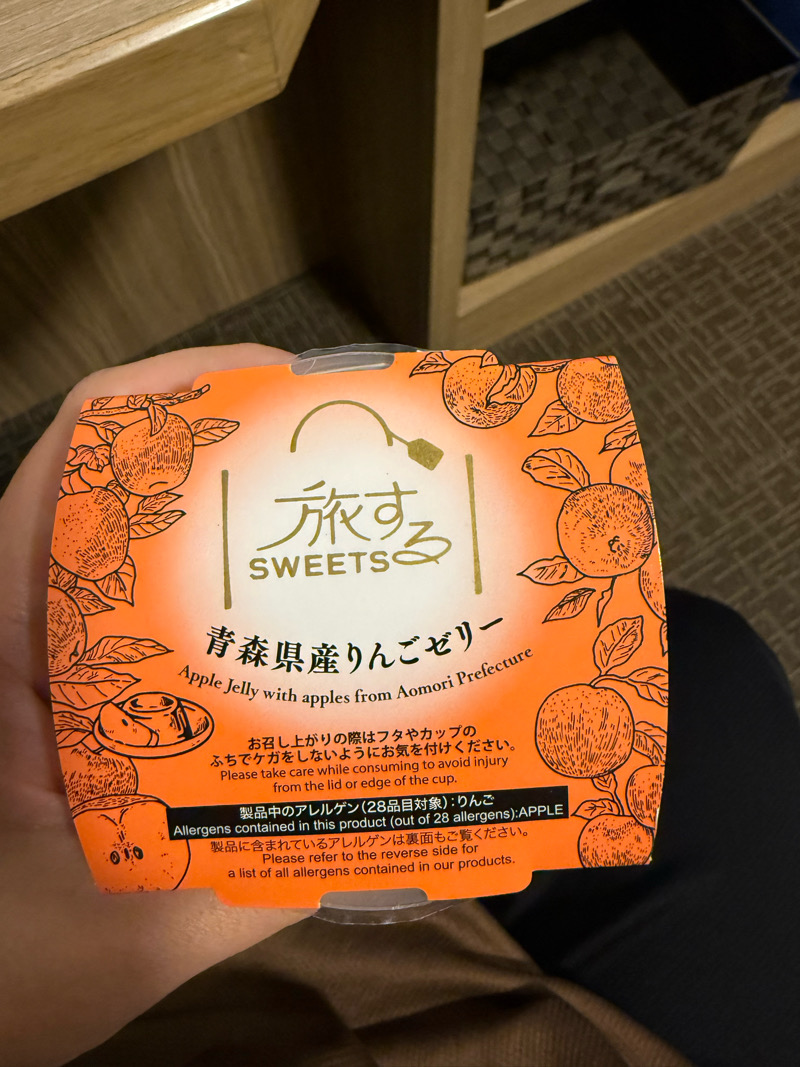 旅する
SWEETS
青森県産りんごゼリー
Apple Jelly with apples from Aomori Prefecture
お召し上がりの際はフタやカップの
ふちでケガをしないようにお気を付けください。
Please take care while consuming to avoid injury
from the lid or edge of the cup.
製品中のアレルゲン(28品目対象):りんご
Allergens contained in this product (out of 28 allergens):APPLE
製品に含まれているアレルゲンは裏面もご覧ください。
Please refer to the reverse side for
a list of all allergens contained in our products.